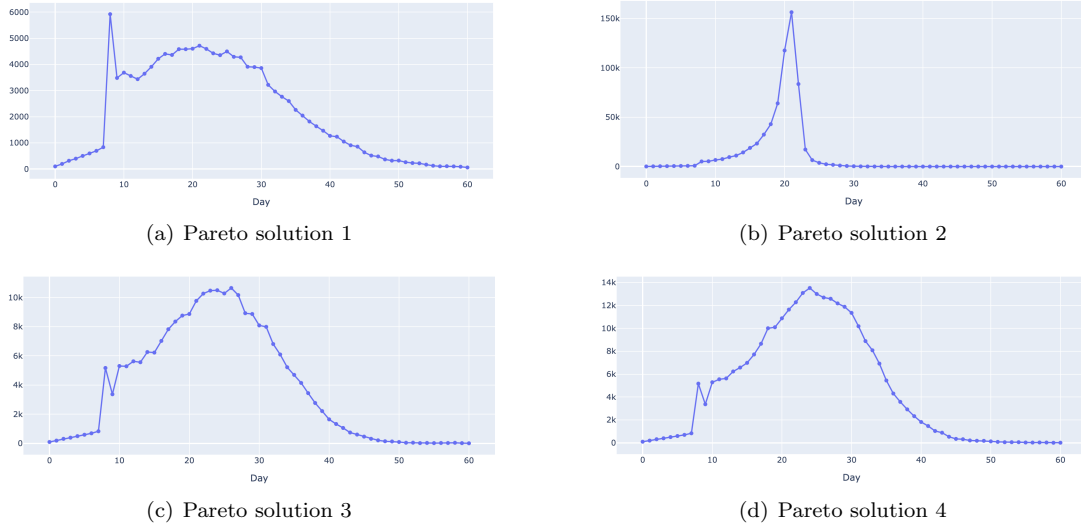 6000
5000
4000
3000
2000
1000
0
0 10 20 30 40 50 60
Day
(a) Pareto solution 1
150k
100k
50k
0
0 10 20 30 40 50 60
Day
(b) Pareto solution 2
10k
8k
6k
4k
2k
0
0 10 20 30 40 50 60
Day
(c) Pareto solution 3
14k
12k
10k
8k
6k
4k
2k
0
0 10 20 30 40 50 60
Day
(d) Pareto solution 4